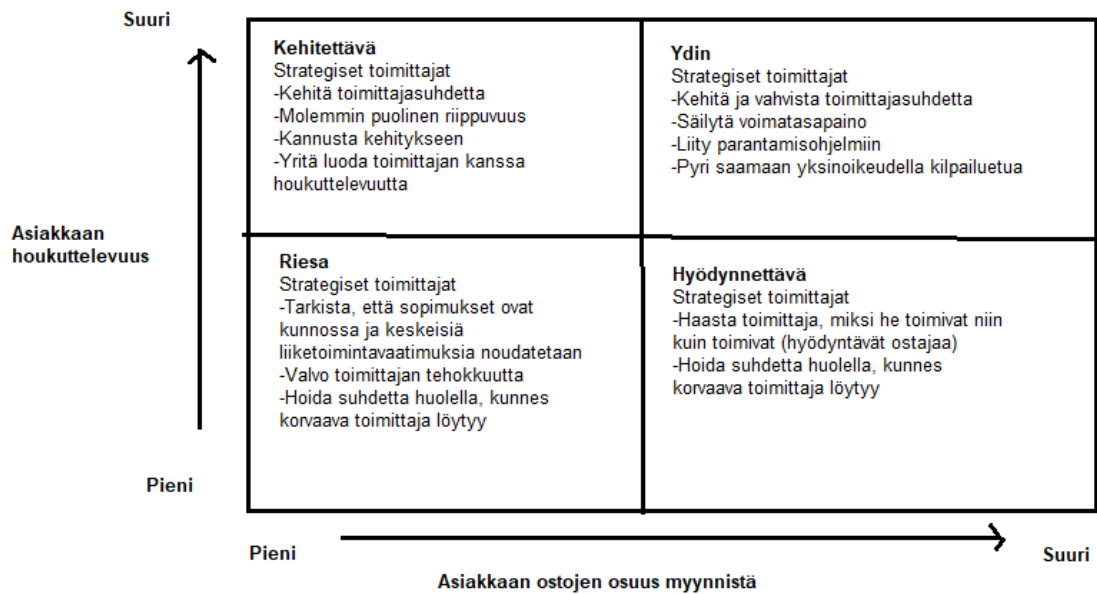 Suuri
Kehitettävä
Strategiset toimittajat
-Kehitä toimittajasuhdetta
-Molemmin puolinen riippuvuus
-Kannusta kehitykseen
-Yritä luoda toimittajan kanssa
houkuttelevuutta
Ydin
Strategiset toimittajat
-Kehitä ja vahvista toimittajasuhdetta
-Säilytä voimatasapaino
-Liity parantamisohjelmiin
-Pyri saamaan yksinoikeudella kilpailuetua
Asiakkaan
houkuttelevuus
Riesa
Strategiset toimittajat
-Tarkista, että sopimukset ovat
kunnossa ja keskeisiä
liiketoimintavaatimuksia noudatetaan
-Valvo toimittajan tehokkuutta
-Hoida suhdetta huolella, kunnes
korvaava toimittaja löytyy
Hyödynnettävä
Strategiset toimittajat
-Haasta toimittaja, miksi he toimivat niin
kuin toimivat (hyödyntävät ostajaa)
-Hoida suhdetta huolella, kunnes
korvaava toimittaja löytyy
Pieni
Pieni
Suuri
Asiakkaan ostojen osuus myynnistä